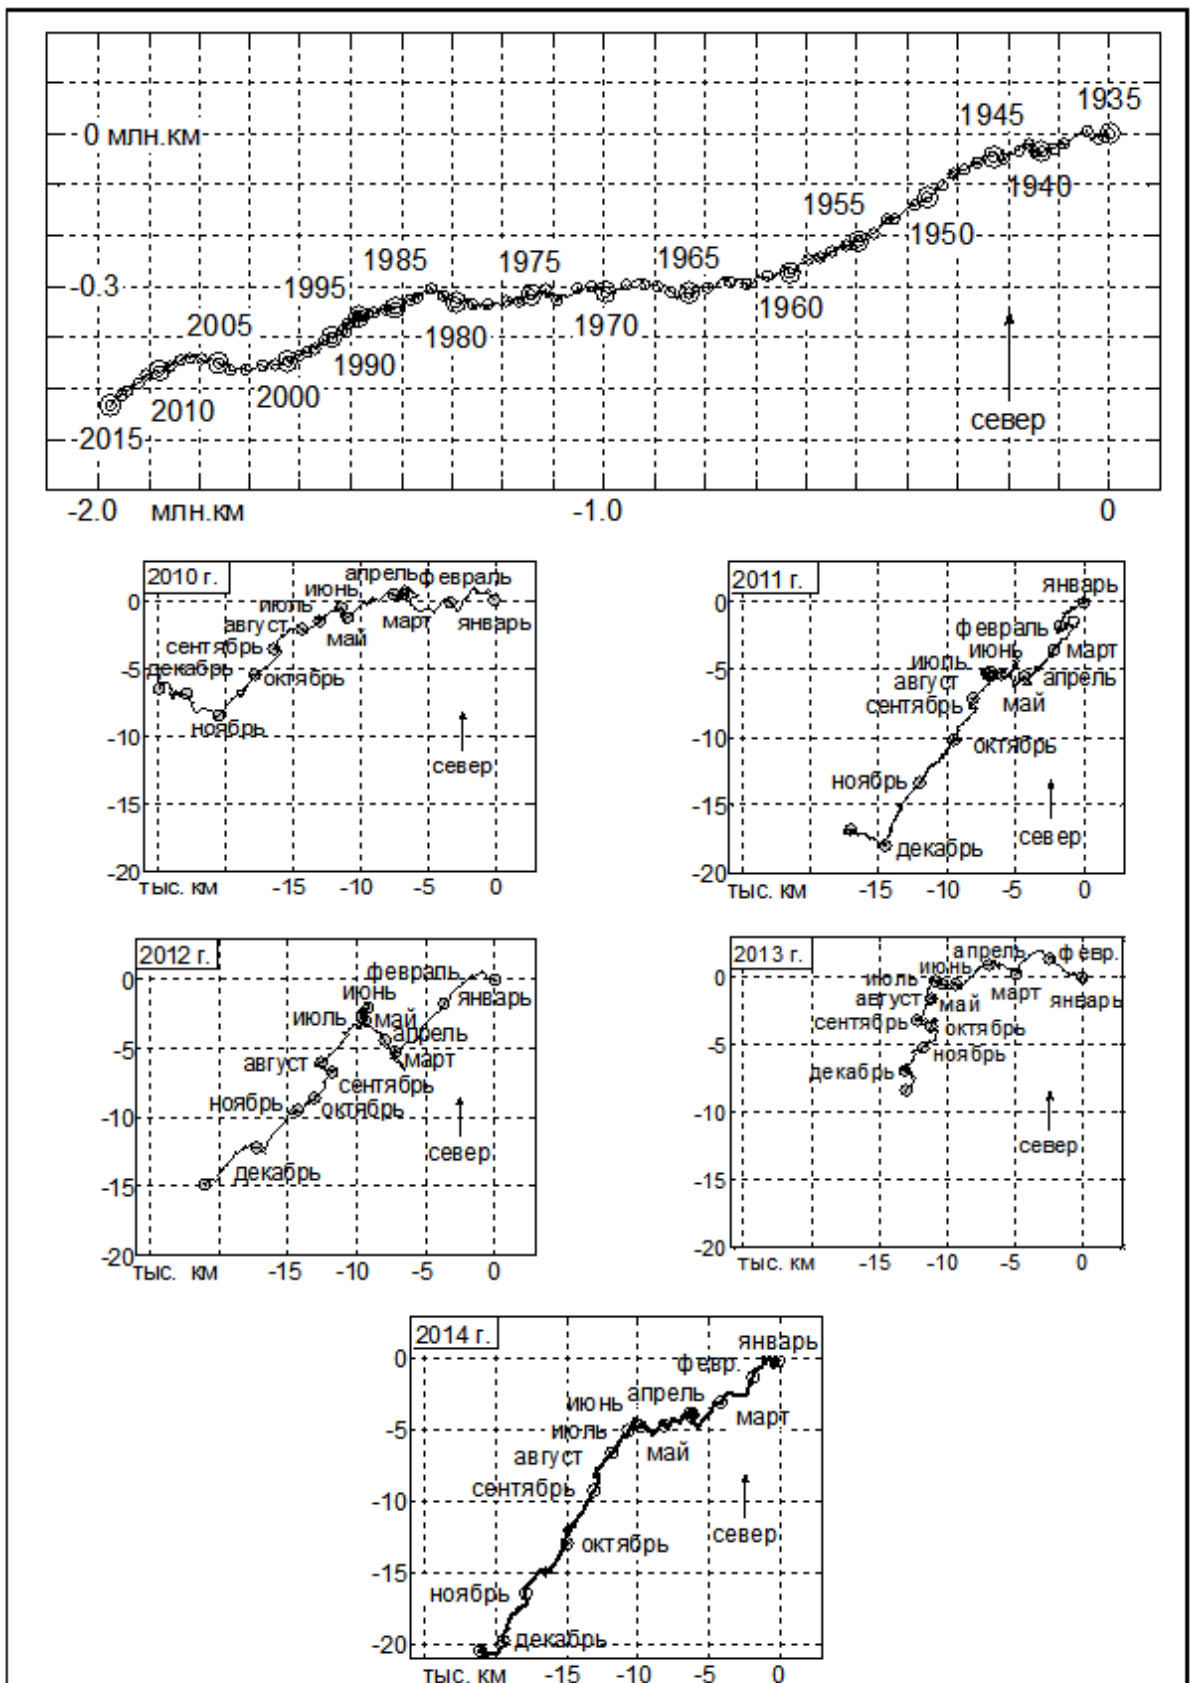 1935
1945
0 млн.км
1940
1955
1950
1985
1975
1965
1995
-0.3
1960
2005
1970
1980
1990
2000
2010
север
-2015
-2.0 млн.км -1.0 0
2010 г.
апрель февраль
июнь
0
июль
август
март январь
май
сентябрь
декабрь
-5
октябрь
ноябрь
-10
север
-15
-20
тыс. км -15 -10 -5 0
2011 г.
январь
0
февраль
март
июнь
июль
-5
апрель
август
май
сентябрь
-10
октябрь
ноябрь
-15
север
декабрь
-20
тыс. км -15 -10 -5 0
2012 г.
февраль
0
июнь
январь
июль
май
апрель
-5
март
август
сентябрь
ноябрь
октябрь
-10
север
декабрь
-15
-20
тыс. км -15 -10 -5 0
2013 г.
апрель
февр.
0
июнь
июль
март
январь
август
май
сентябрь
октябрь
-5
ноябрь
декабрь
-10
север
-15
-20
тыс. км -15 -10 -5 0
2014 г.
январь
0
февр.
апрель
июнь
март
-5
июль
август
май
сентябрь
-10
север
октябрь
-15
ноябрь
декабрь
-20
тыс. км -15 -10 -5 0